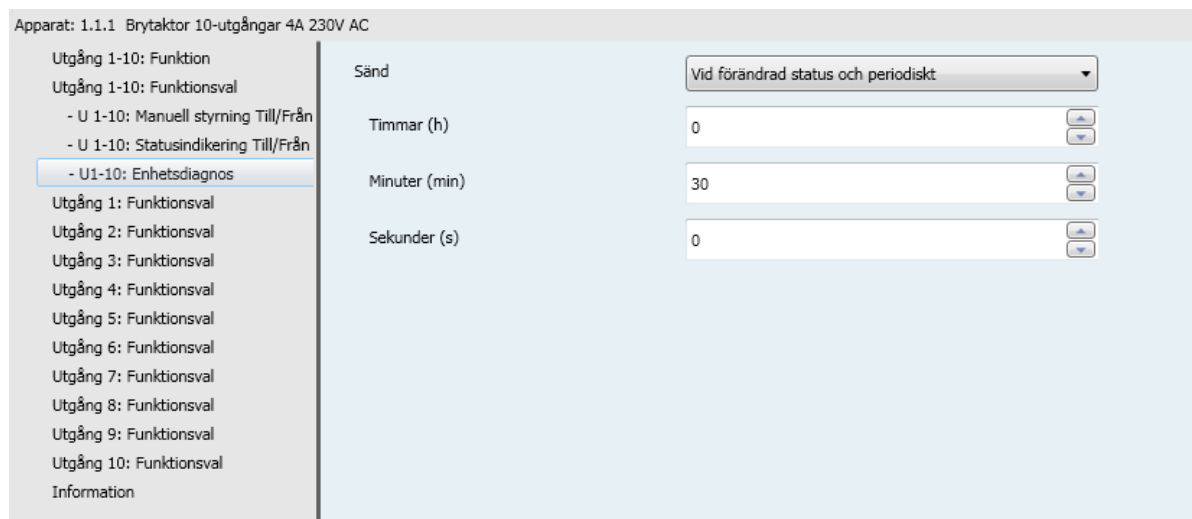 Apparat: 1.1.1 Brytaktor 10-utgångar 4A 230V AC
Utgång 1-10: Funktion
Utgång 1-10: Funktionsval
- U 1-10: Manuell styrning Till/Från
- U 1-10: Statusindikering Till/Från
- U1-10: Enhetsdiagnos
Utgång 1: Funktionsval
Utgång 2: Funktionsval
Utgång 3: Funktionsval
Utgång 4: Funktionsval
Utgång 5: Funktionsval
Utgång 6: Funktionsval
Utgång 7: Funktionsval
Utgång 8: Funktionsval
Utgång 9: Funktionsval
Utgång 10: Funktionsval
Information
Sänd Vid förändrad status och periodiskt
Timmar (h) 0
Minuter (min) 30
Sekunder (s) 0